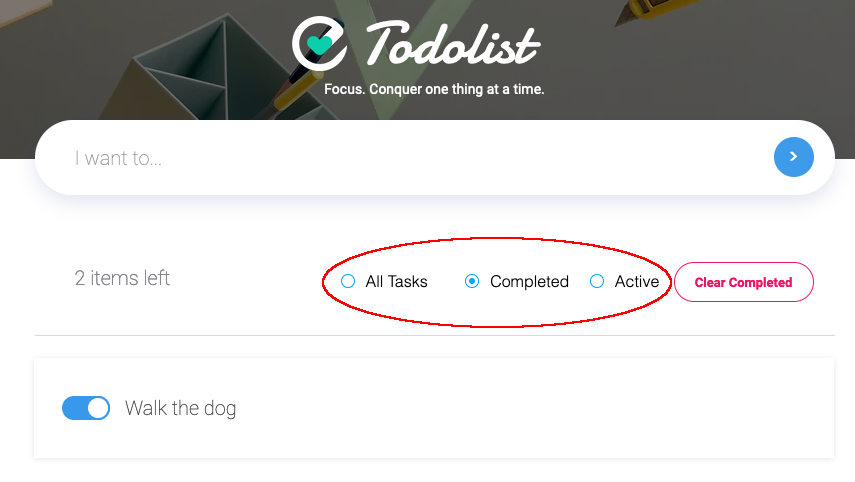 Todolist
Focus. Conquer one thing at a time.
I want to...
2 items left
All Tasks
Completed
Active
Clear Completed
Walk the dog